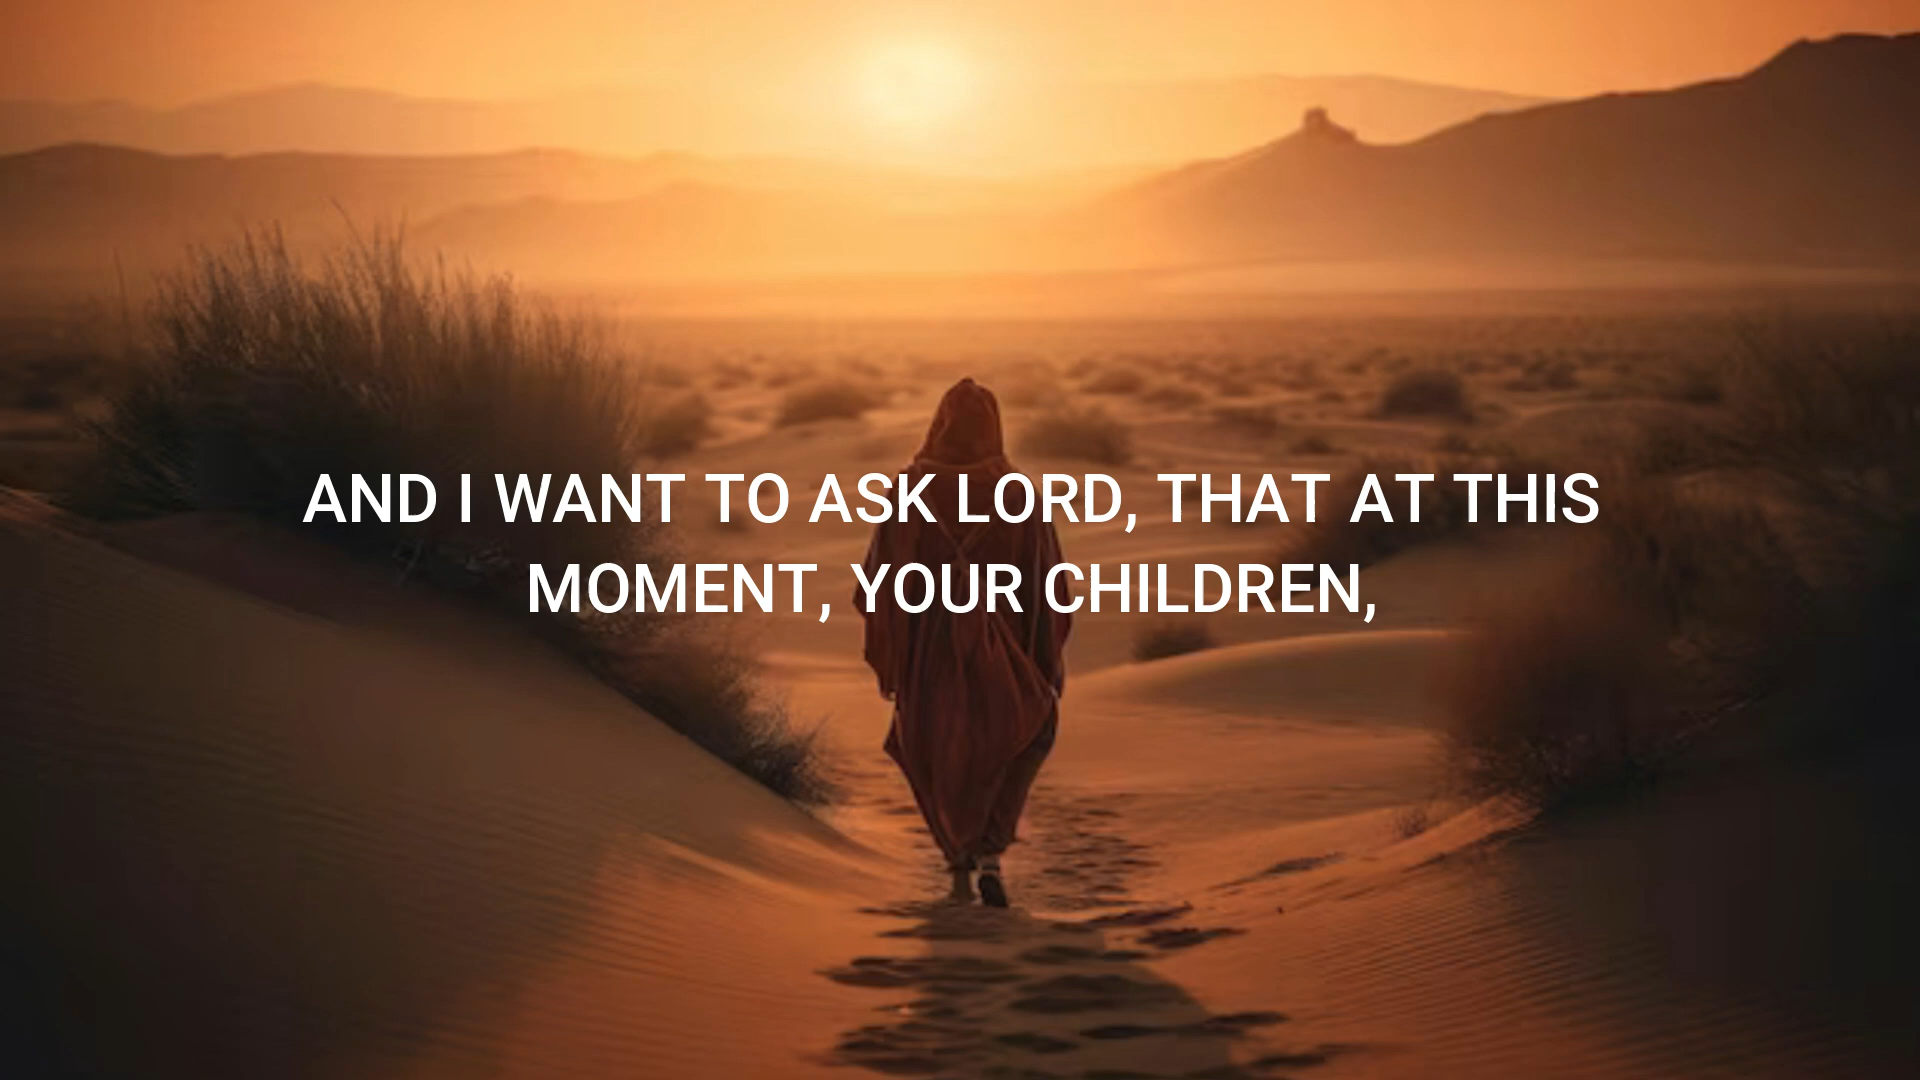 AND I WANT TO ASK LORD, THAT AT THIS
MOMENT, YOUR CHILDREN,